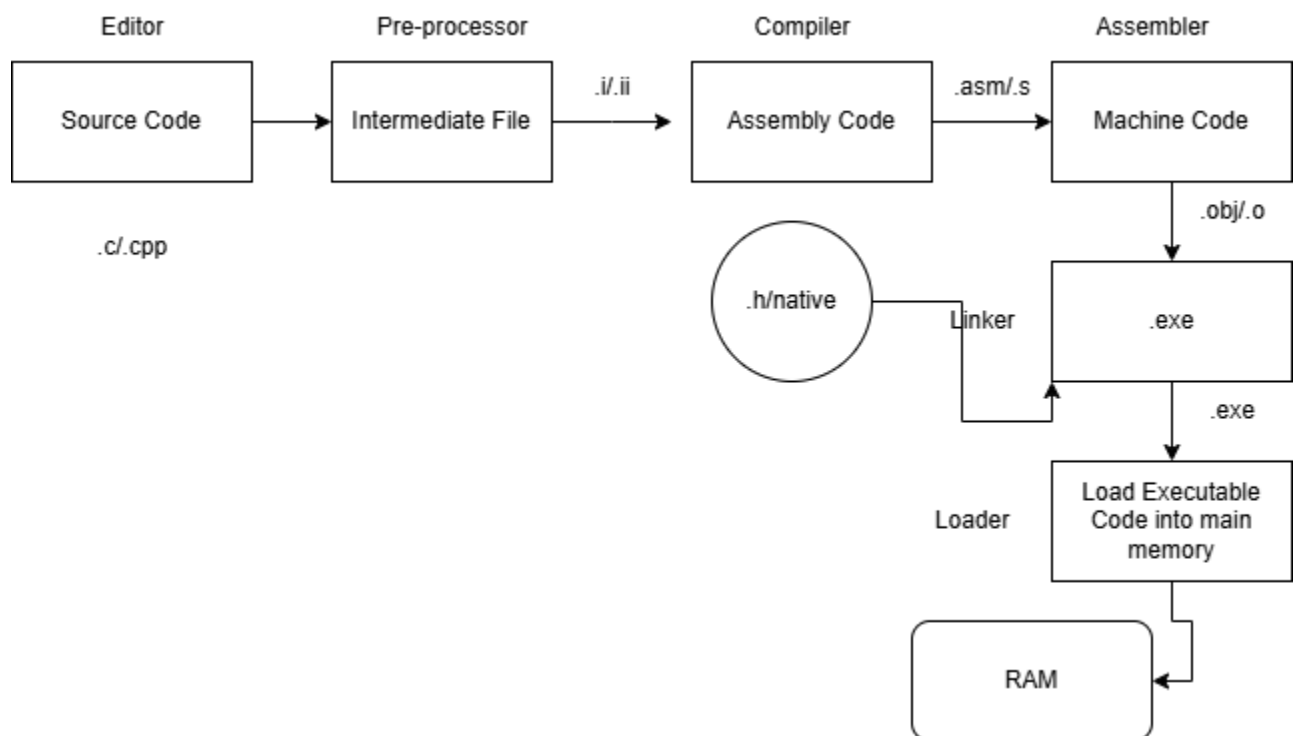 Editor
Pre-processor
Compiler
Assembler
Source Code
Intermediate File
.i/.ii
Assembly Code
.asm/.s
Machine Code
.c/.cpp
.obj/.o
.h/native
Linker
.exe
.exe
Loader
Load Executable
Code into main
memory
RAM